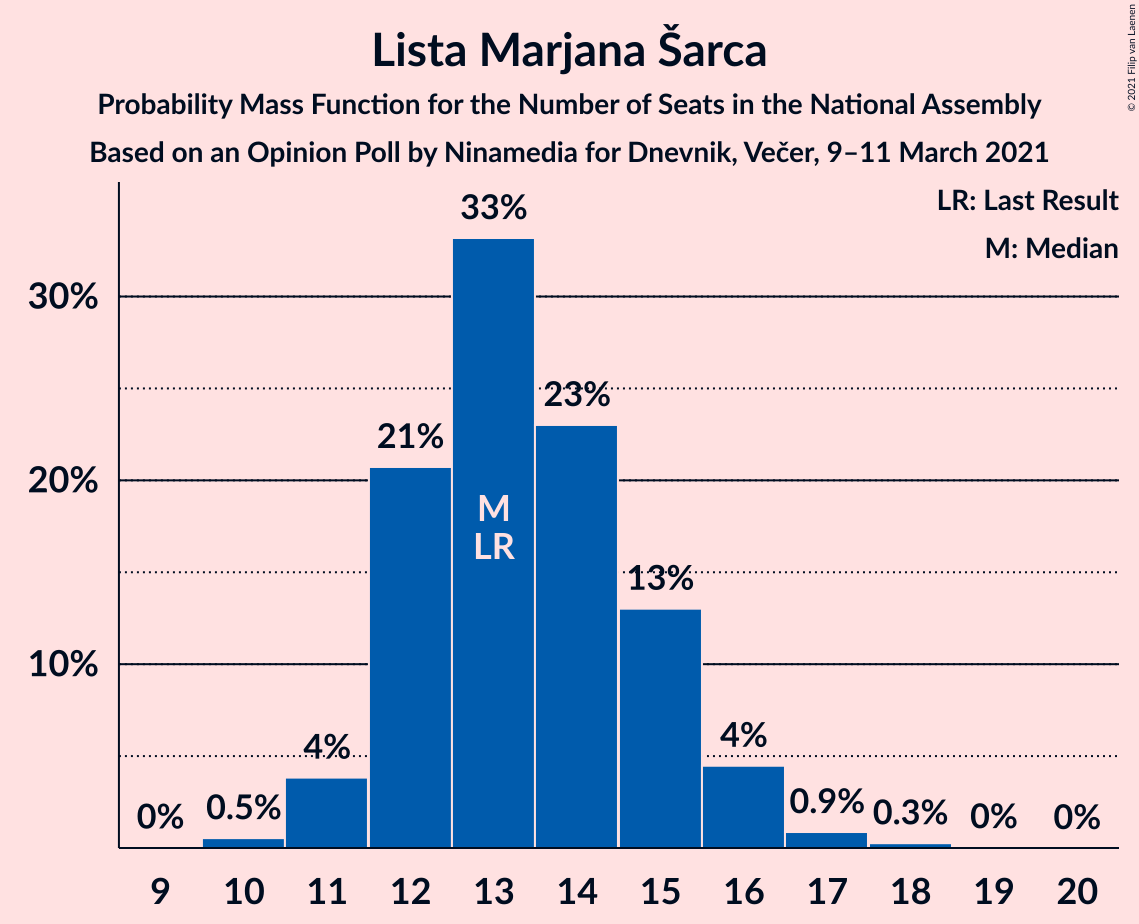 Lista Marjana Šarca
Probability Mass Function for the Number of Seats in the National Assembly
Based on an Opinion Poll by Ninamedia for Dnevnik, Večer, 9–11 March 2021
© 2021 Filip van Laenen
LR: Last Result
M: Median
33%
30%
23%
21%
20%
M
LR
13%
10%
4%
4%
0%
0.5%
0.9%
0.3%
0%
0%
9 10 11 12 13 14 15 16 17 18 19 20